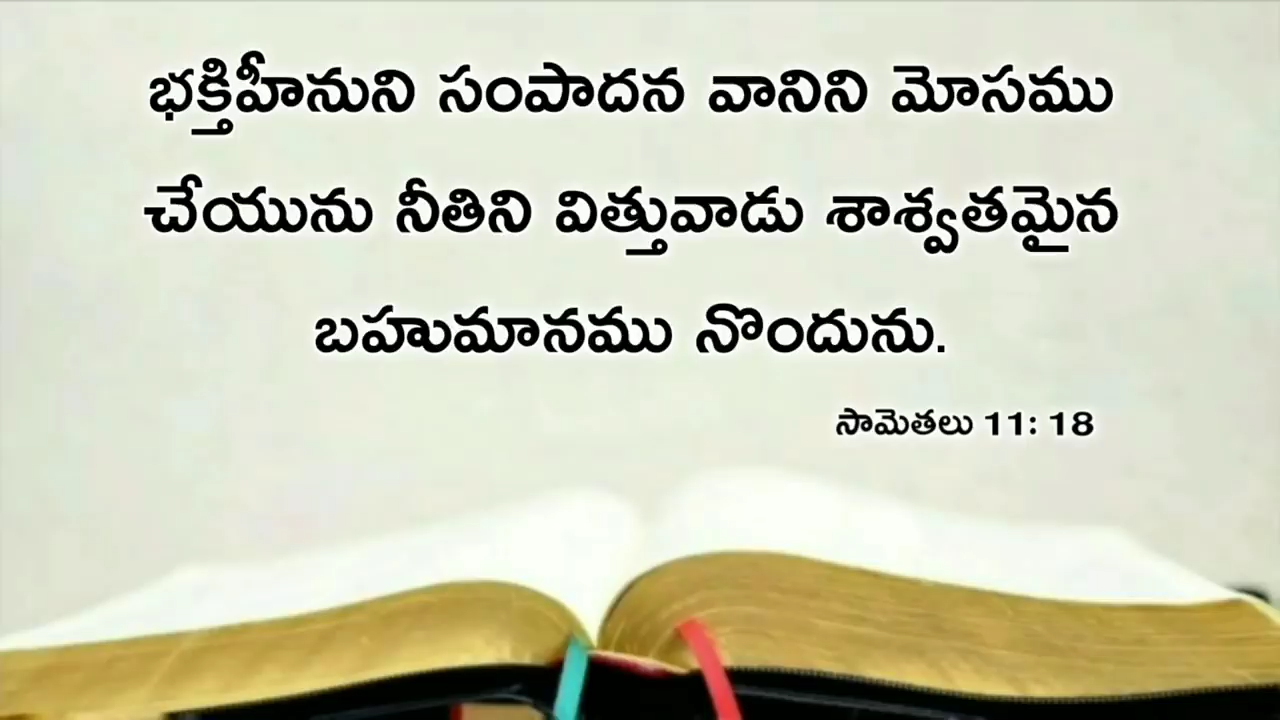 భక్తిహీనుని సంపాదన వానిని మోసము
చేయును నీతిని విత్తువాడు శాశ్వతమైన
బహుమానము నొందును.
సామెతలు 11: 18